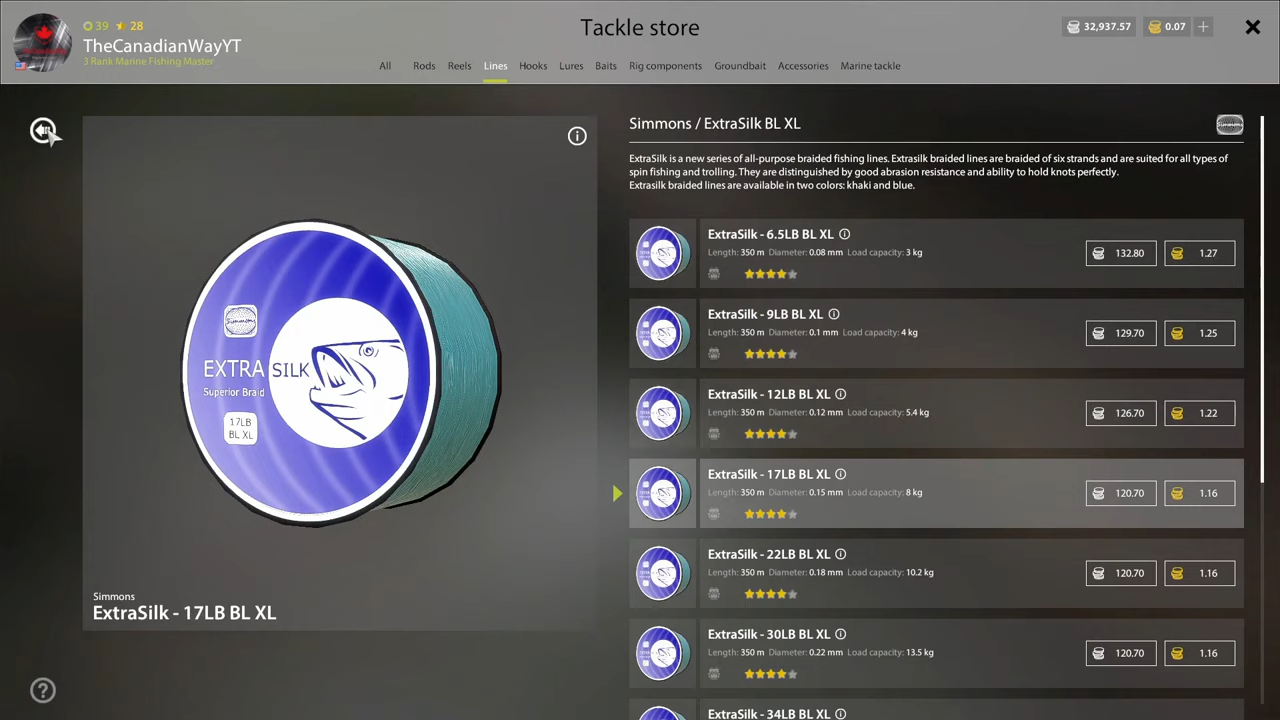 39 28
TheCanadianWayYT
3 Rank Marine Fishing Master
Tackle store
32,937.57 0.07 +
All Rods Reels Lines Hooks Lures Baits Rig components Groundbait Accessories Marine tackle
Simmons
EXTRA SILK
Superior Braid
17LB
BL XL
Simmons
ExtraSilk - 17LB BL XL
Simmons / ExtraSilk BL XL
Simmons
ExtraSilk is a new series of all-purpose braided fishing lines. Extrasilk braided lines are braided of six strands and are suited for all types of
spin fishing and trolling. They are distinguished by good abrasion resistance and ability to hold knots perfectly.
Extrasilk braided lines are available in two colors: khaki and blue.
ExtraSilk - 6.5LB BL XL
Length: 350 m Diameter: 0.08 mm Load capacity: 3 kg
132.80 1.27
ExtraSilk - 9LB BL XL
Length: 350 m Diameter: 0.1 mm Load capacity: 4 kg
129.70 1.25
ExtraSilk - 12LB BL XL
Length: 350 m Diameter: 0.12 mm Load capacity: 5.4 kg
126.70 1.22
ExtraSilk - 17LB BL XL
Length: 350 m Diameter: 0.15 mm Load capacity: 8 kg
120.70 1.16
ExtraSilk - 22LB BL XL
Length: 350 m Diameter: 0.18 mm Load capacity: 10.2 kg
120.70 1.16
ExtraSilk - 30LB BL XL
Length: 350 m Diameter: 0.22 mm Load capacity: 13.5 kg
120.70 1.16
ExtraSilk - 34LB BL XL
?